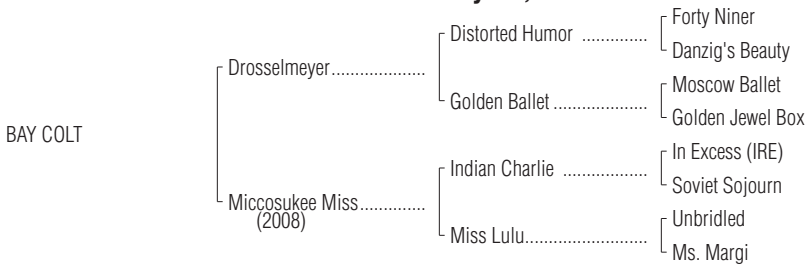 Forty Niner
Distorted Humor ..............
Danzig's Beauty
Drosselmeyer....................
Moscow Ballet
Golden Ballet ....................
Golden Jewel Box
BAY COLT
In Excess (IRE)
Indian Charlie ..................
Soviet Sojourn
Miccosukee Miss..............
(2008)
Unbridled
Miss Lulu..........................
Ms. Margi